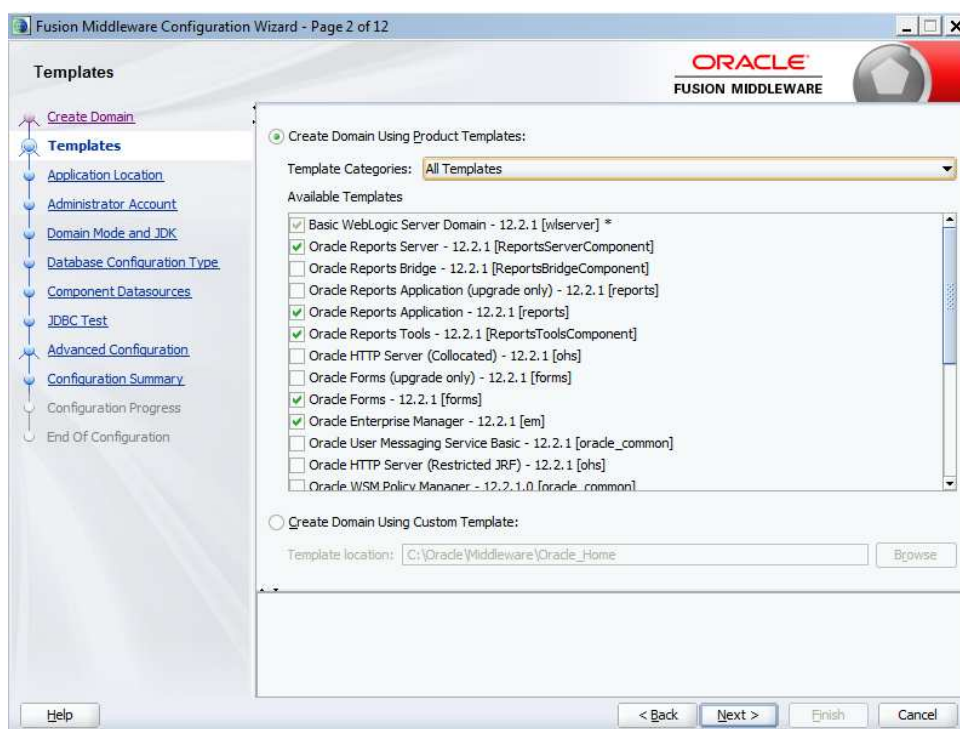 Fusion Middleware Configuration Wizard - Page 2 of 12
Templates
ORACLE
FUSION MIDDLEWARE
Create Domain
Templates
Application Location
Administrator Account
Domain Mode and JDK
Database Configuration Type
Component Datasources
JDBC Test
Advanced Configuration
Configuration Summary
Configuration Progress
End Of Configuration
Create Domain Using Product Templates:
Template Categories: All Templates
Available Templates
Basic WebLogic Server Domain - 12.2.1 [wlserver] *
Oracle Reports Server - 12.2.1 [ReportsServerComponent]
Oracle Reports Bridge - 12.2.1 [ReportsBridgeComponent]
Oracle Reports Application (upgrade only) - 12.2.1 [reports]
Oracle Reports Application - 12.2.1 [reports]
Oracle Reports Tools - 12.2.1 [ReportsToolsComponent]
Oracle HTTP Server (Collocated) - 12.2.1 [ohs]
Oracle Forms (upgrade only) - 12.2.1 [forms]
Oracle Forms - 12.2.1 [forms]
Oracle Enterprise Manager - 12.2.1 [em]
Oracle User Messaging Service Basic - 12.2.1 [oracle_common]
Oracle HTTP Server (Restricted JRF) - 12.2.1 [ohs]
Oracle WSM Policy Manager - 12.2.1.0 [oracle_common]
Create Domain Using Custom Template:
Template location: C:\Oracle\Middleware\Oracle_Home
Browse
Help
< Back
Next >
Finish
Cancel